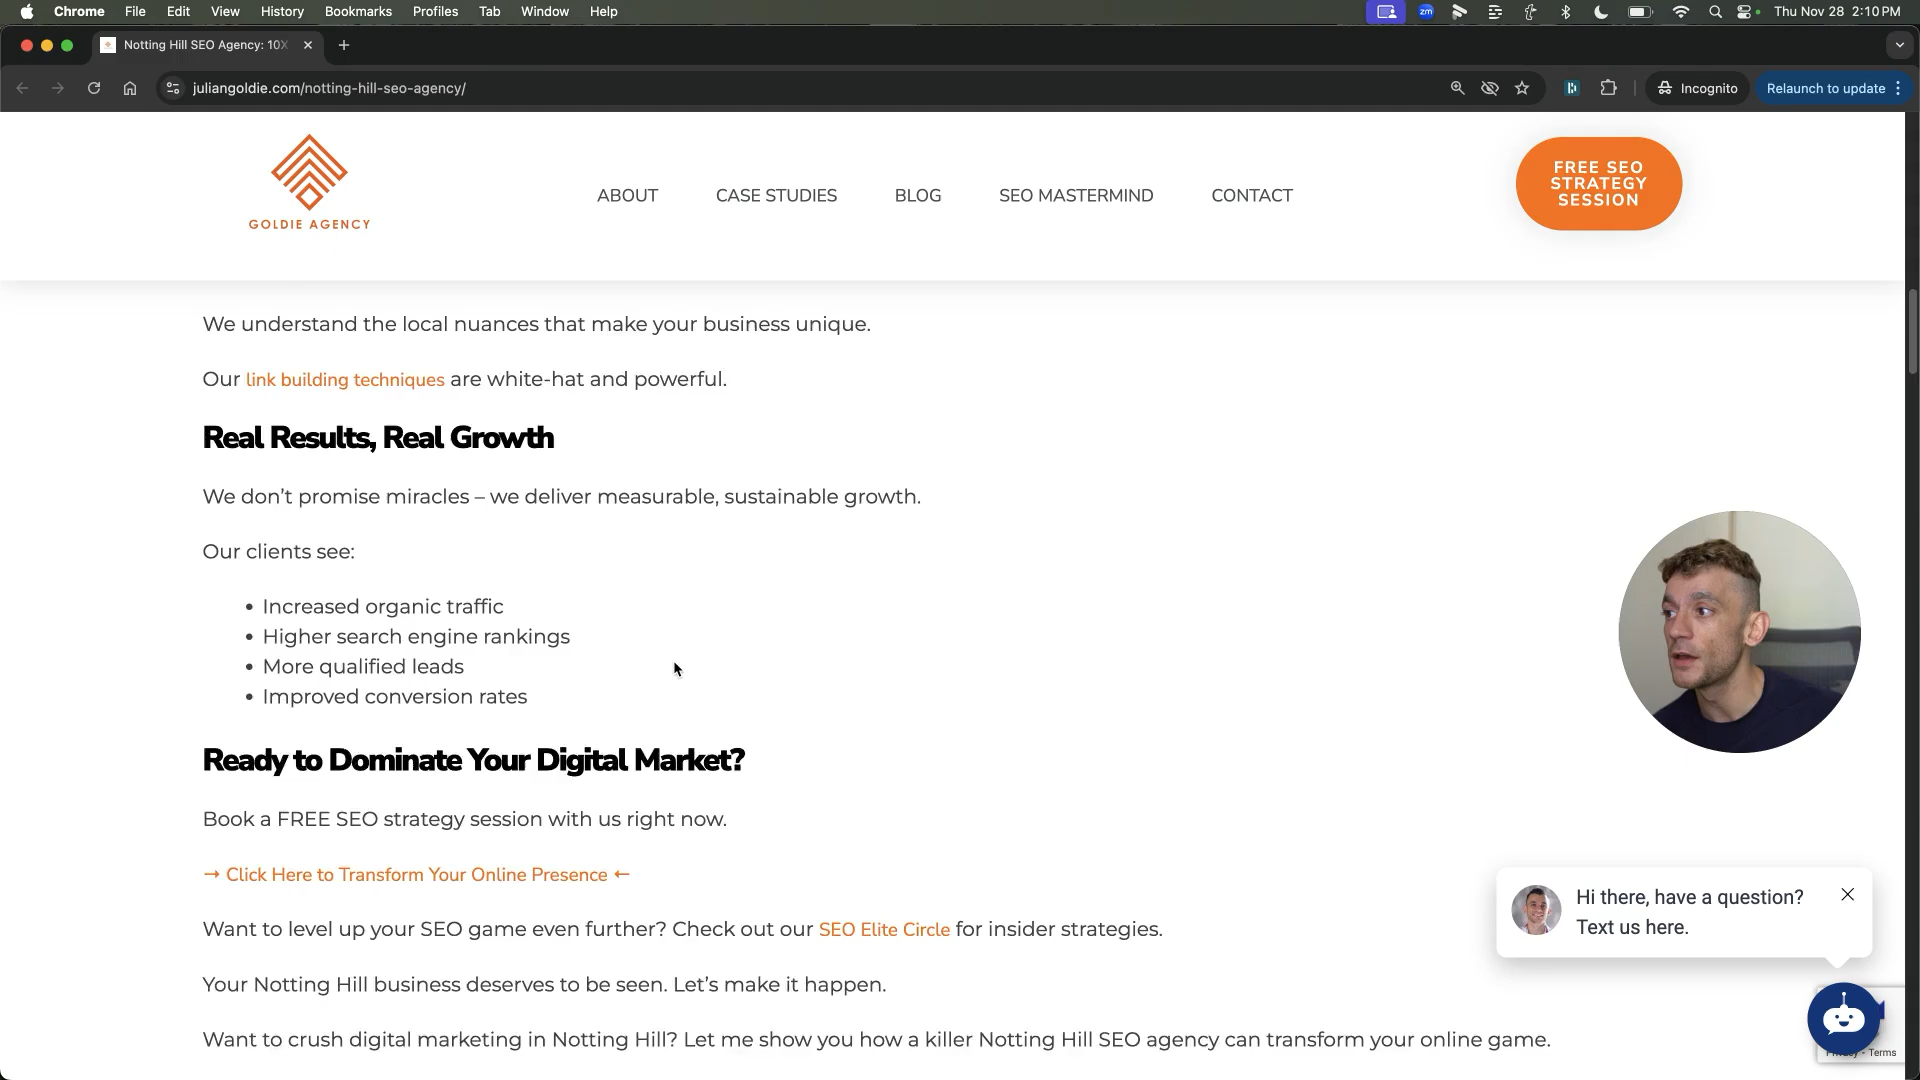 Chrome File Edit View History Bookmarks Profiles Tab Window Help zm Thu Nov 28 2:10 PM
Notting Hill SEO Agency: 10X
juliangoldie.com/notting-hill-seo-agency/ Incognito Relaunch to update
GOLDIE AGENCY
ABOUT CASE STUDIES BLOG SEO MASTERMIND CONTACT
FREE SEO
STRATEGY
SESSION
We understand the local nuances that make your business unique.
Our link building techniques are white-hat and powerful.
Real Results, Real Growth
We don’t promise miracles – we deliver measurable, sustainable growth.
Our clients see:
• Increased organic traffic
• Higher search engine rankings
• More qualified leads
• Improved conversion rates
Ready to Dominate Your Digital Market?
Book a FREE SEO strategy session with us right now.
→ Click Here to Transform Your Online Presence ←
Want to level up your SEO game even further? Check out our SEO Elite Circle for insider strategies.
Your Notting Hill business deserves to be seen. Let’s make it happen.
Want to crush digital marketing in Notting Hill? Let me show you how a killer Notting Hill SEO agency can transform your online game.
Hi there, have a question?
Text us here.
Privacy - Terms